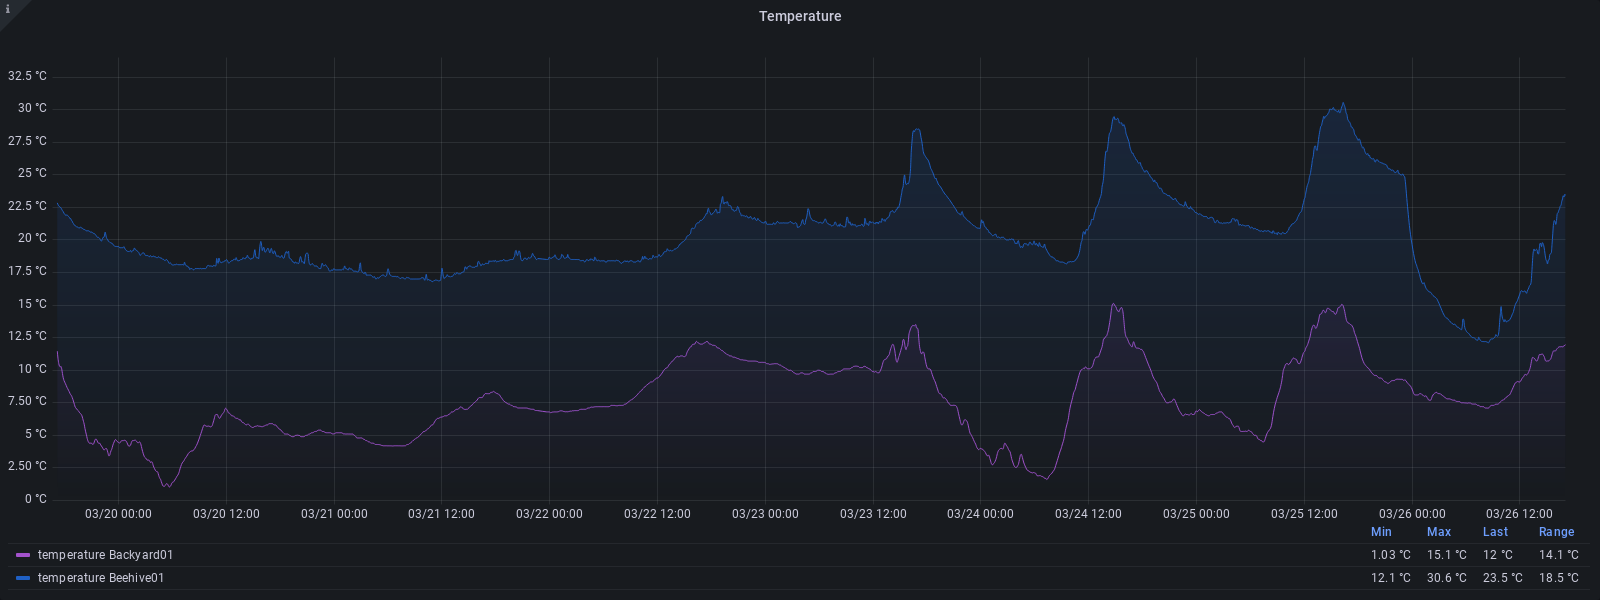 i
Temperature
32.5 °C
30 °C
27.5 °C
25 °C
22.5 °C
20 °C
17.5 °C
15 °C
12.5 °C
10 °C
7.50 °C
5 °C
2.50 °C
0 °C
03/20 00:00 03/20 12:00 03/21 00:00 03/21 12:00 03/22 00:00 03/22 12:00 03/23 00:00 03/23 12:00 03/24 00:00 03/24 12:00 03/25 00:00 03/25 12:00 03/26 00:00 03/26 12:00
Min Max Last Range
temperature Backyard01 1.03 °C 15.1 °C 12 °C 14.1 °C
temperature Beehive01 12.1 °C 30.6 °C 23.5 °C 18.5 °C